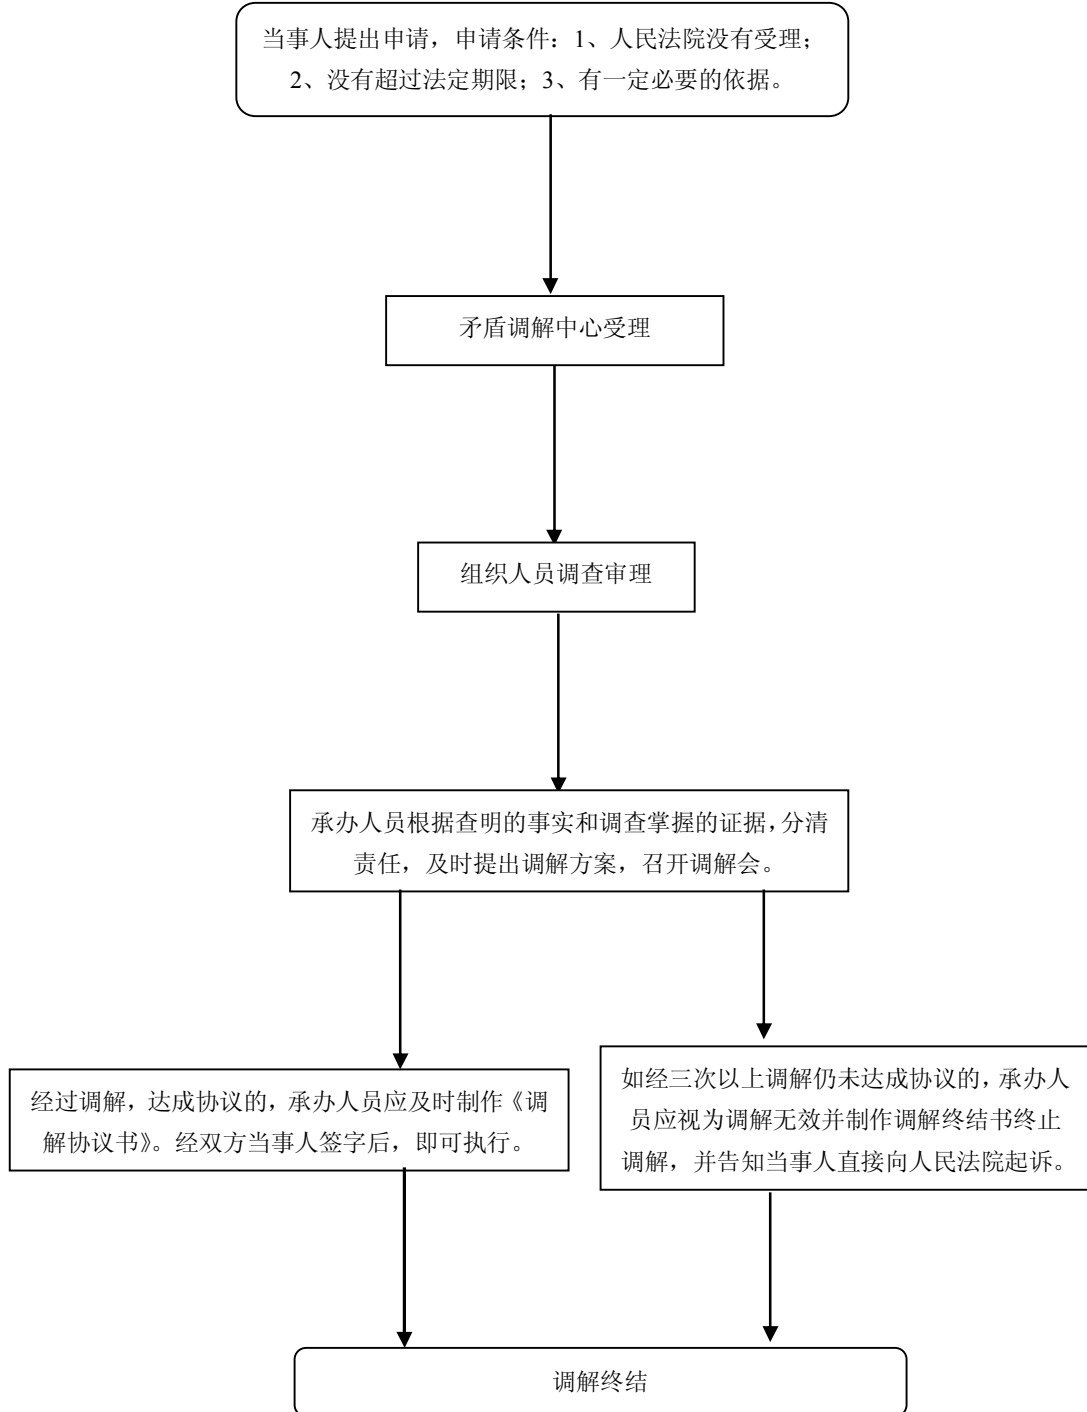 当事人提出申请，申请条件：1、人民法院没有受理；
2、没有超过法定期限；3、有一定必要的依据。
矛盾调解中心受理
组织人员调查审理
承办人员根据查明的事实和调查掌握的证据，分清
责任，及时提出调解方案，召开调解会。
经过调解，达成协议的，承办人员应及时制作《调
解协议书》。经双方当事人签字后，即可执行。
如经三次以上调解仍未达成协议的，承办人
员应视为调解无效并制作调解终结书终止
调解，并告知当事人直接向人民法院起诉。
调解终结